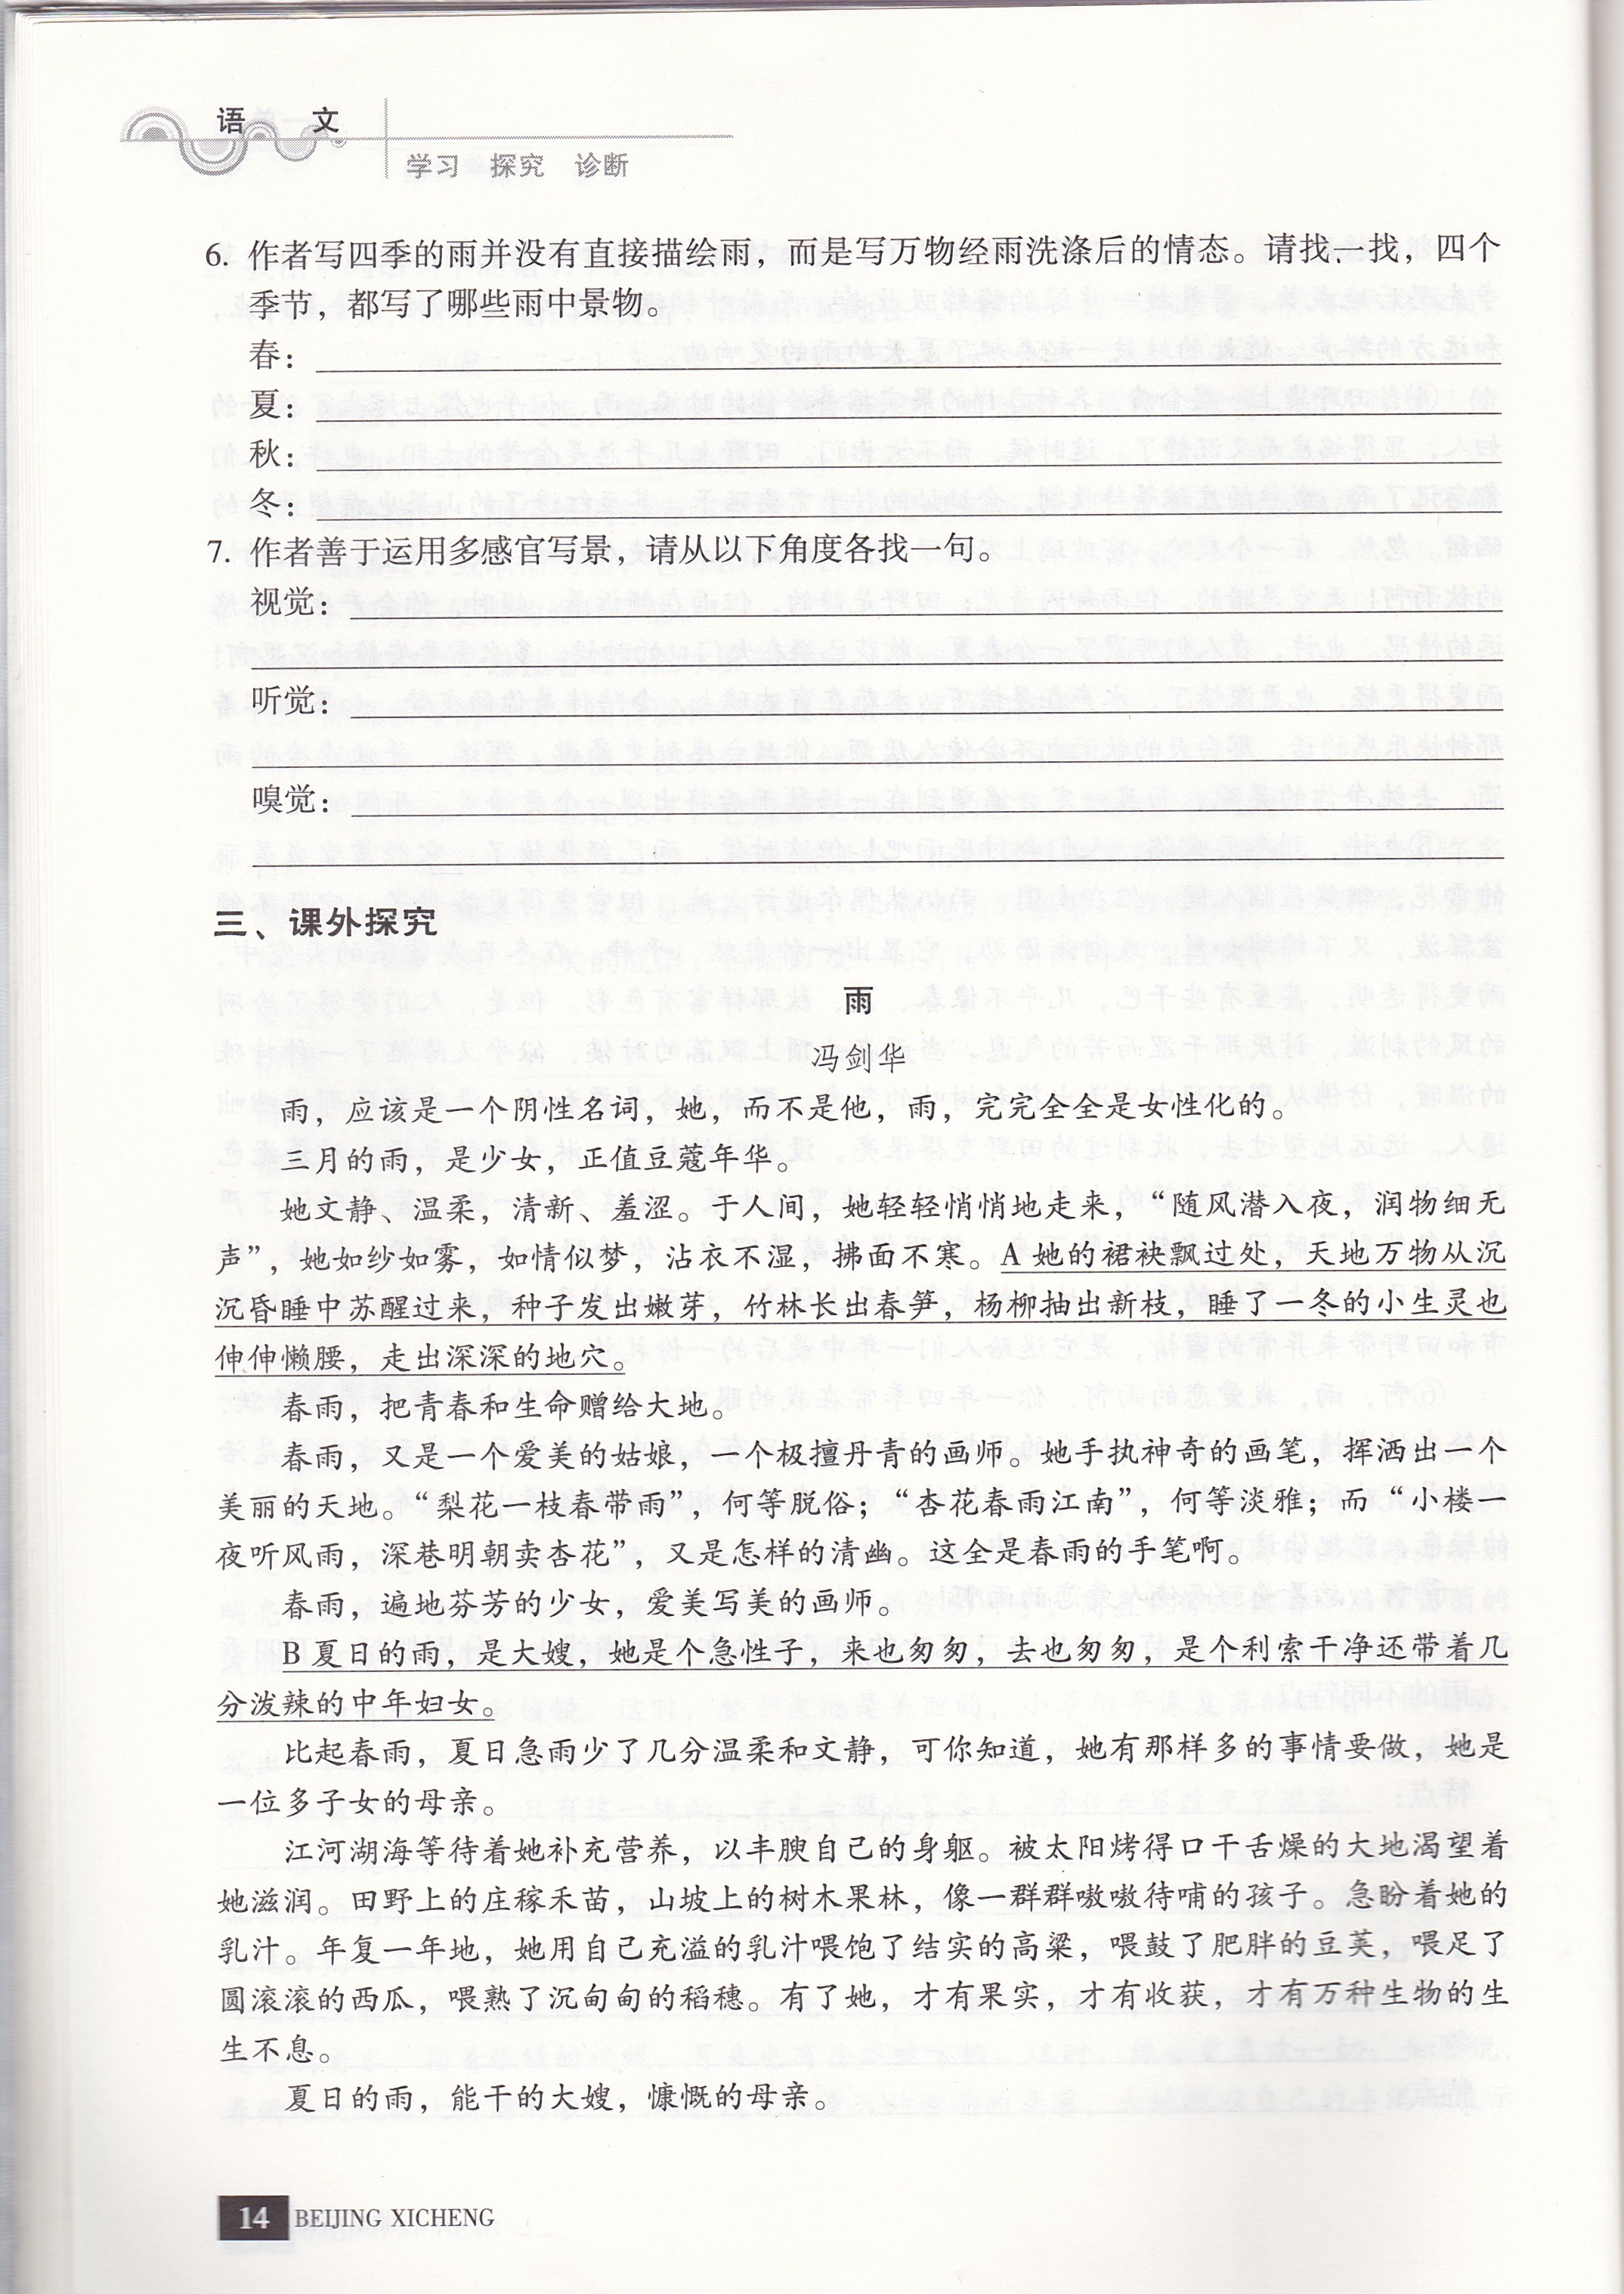 语 文
学习 探究 诊断
6. 作者写四季的雨并没有直接描绘雨，而是写万物经雨洗涤后的情态。请找一找，四个
季节，都写了哪些雨中景物。
春：
夏：
秋：
冬：
7. 作者善于运用多感官写景，请从以下角度各找一句。
视觉：
听觉：
嗅觉：
三、课外探究
雨
冯剑华
雨，应该是一个阴性名词，她，而不是他，雨，完完全全是女性化的。
三月的雨，是少女，正值豆蔻年华。
她文静、温柔，清新、羞涩。于人间，她轻轻悄悄地走来，“随风潜入夜，润物细无
声”，她如纱如雾，如情似梦，沾衣不湿，拂面不寒。A 她的裙袂飘过处，天地万物从沉
沉昏睡中苏醒过来，种子发出嫩芽，竹林长出春笋，杨柳抽出新枝，睡了一冬的小生灵也
伸伸懒腰，走出深深的地穴。
春雨，把青春和生命赠给大地。
春雨，又是一个爱美的姑娘，一个极擅丹青的画师。她手执神奇的画笔，挥洒出一个
美丽的天地。“梨花一枝春带雨”，何等脱俗；“杏花春雨江南”，何等淡雅；而“小楼一
夜听风雨，深巷明朝卖杏花”，又是怎样的清幽。这全是春雨的手笔啊。
春雨，遍地芬芳的少女，爱美写美的画师。
B 夏日的雨，是大嫂，她是个急性子，来也匆匆，去也匆匆，是个利索干净还带着几
分泼辣的中年妇女。
比起春雨，夏日急雨少了几分温柔和文静，可你知道，她有那样多的事情要做，她是
一位多子女的母亲。
江河湖海等待着她补充营养，以丰腴自己的身躯。被太阳烤得口干舌燥的大地渴望着
她滋润。田野上的庄稼禾苗，山坡上的树木果林，像一群群嗷嗷待哺的孩子。急盼着她的
乳汁。年复一年地，她用自己充溢的乳汁喂饱了结实的高粱，喂鼓了肥胖的豆荚，喂足了
圆滚滚的西瓜，喂熟了沉甸甸的稻穗。有了她，才有果实，才有收获，才有万种生物的生
生不息。
夏日的雨，能干的大嫂，慷慨的母亲。
14 BEIJING XICHENG